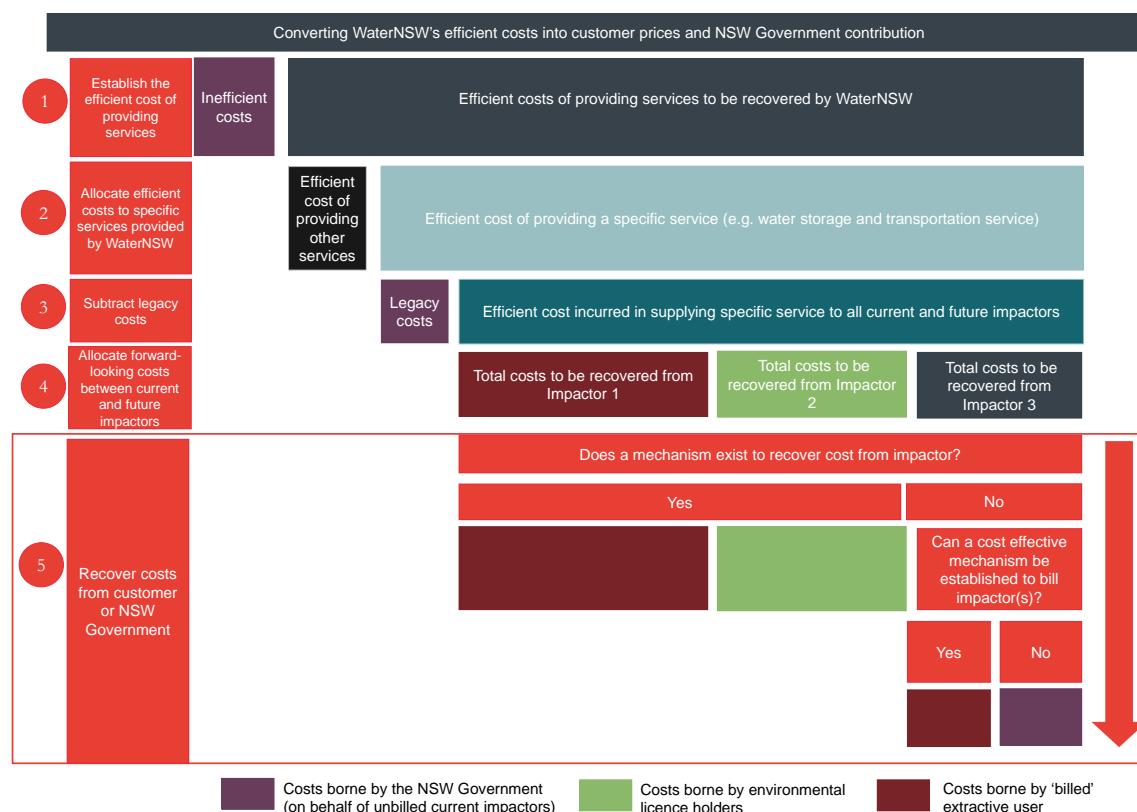 Converting WaterNSW's efficient costs into customer prices and NSW Government contribution
1
Establish the
efficient cost of
providing
services
Inefficient
costs
Efficient costs of providing services to be recovered by WaterNSW
2
Allocate efficient
costs to specific
services provided
by WaterNSW
Efficient
cost of
providing
other
services
Efficient cost of providing a specific service (e.g. water storage and transportation service)
3
Subtract legacy
costs
Legacy
costs
Efficient cost incurred in supplying specific service to all current and future impactors
4
Allocate forward-
looking costs
between current
and future
impactors
Total costs to be recovered from
Impactor 1
Total costs to be
recovered from Impactor
2
Total costs to be
recovered from
Impactor 3
5
Recover costs
from customer
or NSW
Government
Does a mechanism exist to recover cost from impactor?
Yes
No
Can a cost effective
mechanism be
established to bill
impactor(s)?
Yes
No
Costs borne by the NSW Government
(on behalf of unbilled current impactors)
Costs borne by environmental
licence holders
Costs borne by 'billed'
extractive user